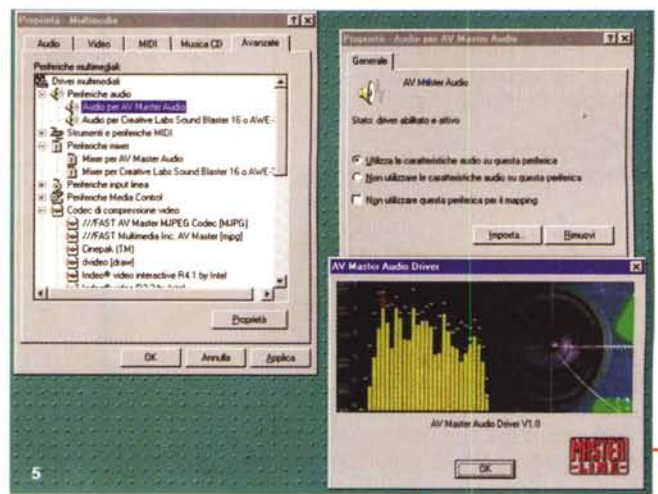 Proprietà - Multimedia
Audio
Video
MIDI
Musica CD
Avanzate
Periferiche multimediali:
Driver multimediali
Periferiche audio
Audio per AV Master Audio
Audio per Creative Labs Sound Blaster 16 o AWE-
Strumenti e periferiche MIDI
Periferiche mixer
Mixer per AV Master Audio
Mixer per Creative Labs Sound Blaster 16 o AWE-
Periferiche input linea
Periferiche Media Control
Codec di compressione video
///FAST AV Master MJPEG Codec [MJPG]
///FAST Multimedia Inc. AV Master [mjpg]
Cinepak (TM)
dvideo [draw]
Indeo® video interactive R4.1 by Intel
Proprietà
OK
Annulla
Applica
Proprietà - Audio per AV Master Audio
Generale
AV Master Audio
Stato: driver abilitato e attivo
Utilizza le caratteristiche audio su questa periferica
Non utilizzare le caratteristiche audio su questa periferica
Non utilizzare questa periferica per il mapping
Imposta...
Rimuovi
AV Master Audio Driver
AV Master Audio Driver V1.0
MASTER
-LINE-
OK
5